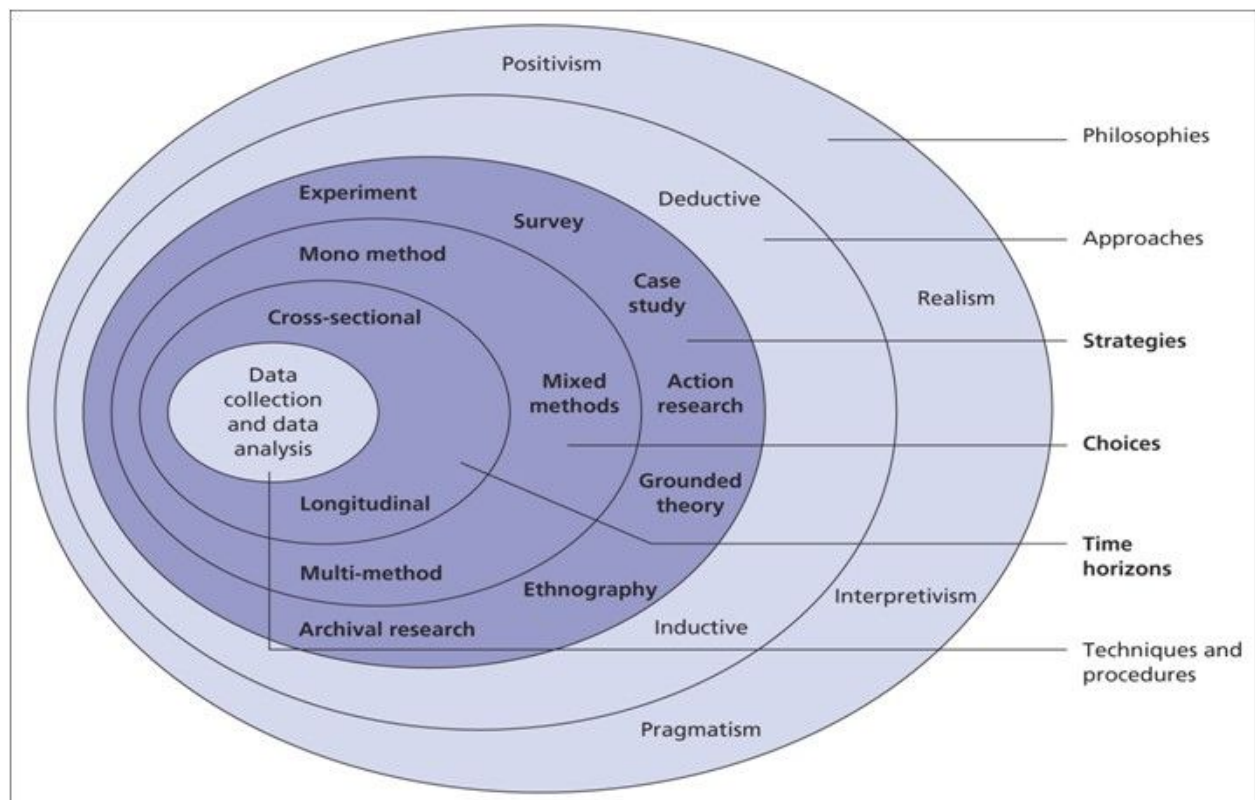 Positivism
Philosophies
Experiment
Deductive
Survey
Approaches
Mono method
Case
study
Realism
Cross-sectional
Strategies
Data
collection
and data
analysis
Mixed
methods
Action
research
Choices
Grounded
theory
Longitudinal
Time
horizons
Multi-method
Ethnography
Interpretivism
Archival research
Inductive
Techniques and
procedures
Pragmatism